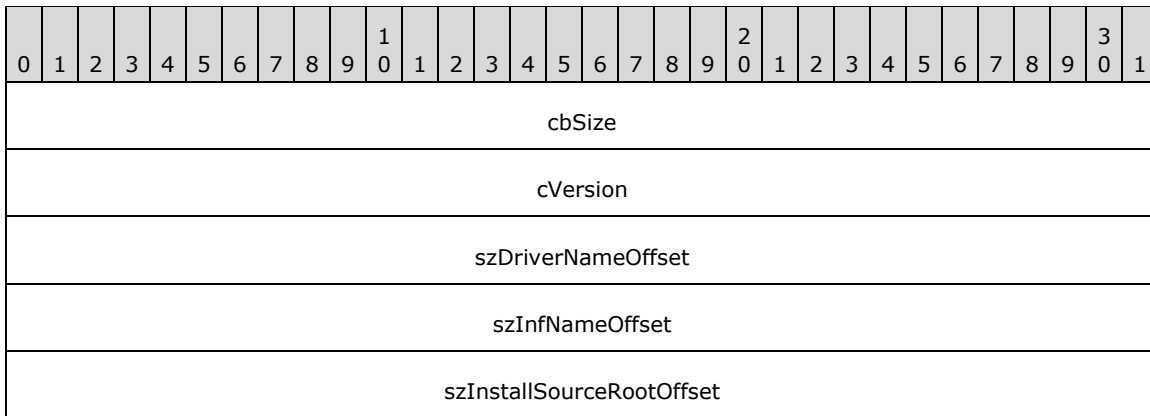 1 2 3
0 1 2 3 4 5 6 7 8 9 0 1 2 3 4 5 6 7 8 9 0 1 2 3 4 5 6 7 8 9 0 1
cbSize
cVersion
szDriverNameOffset
szInfNameOffset
szInstallSourceRootOffset